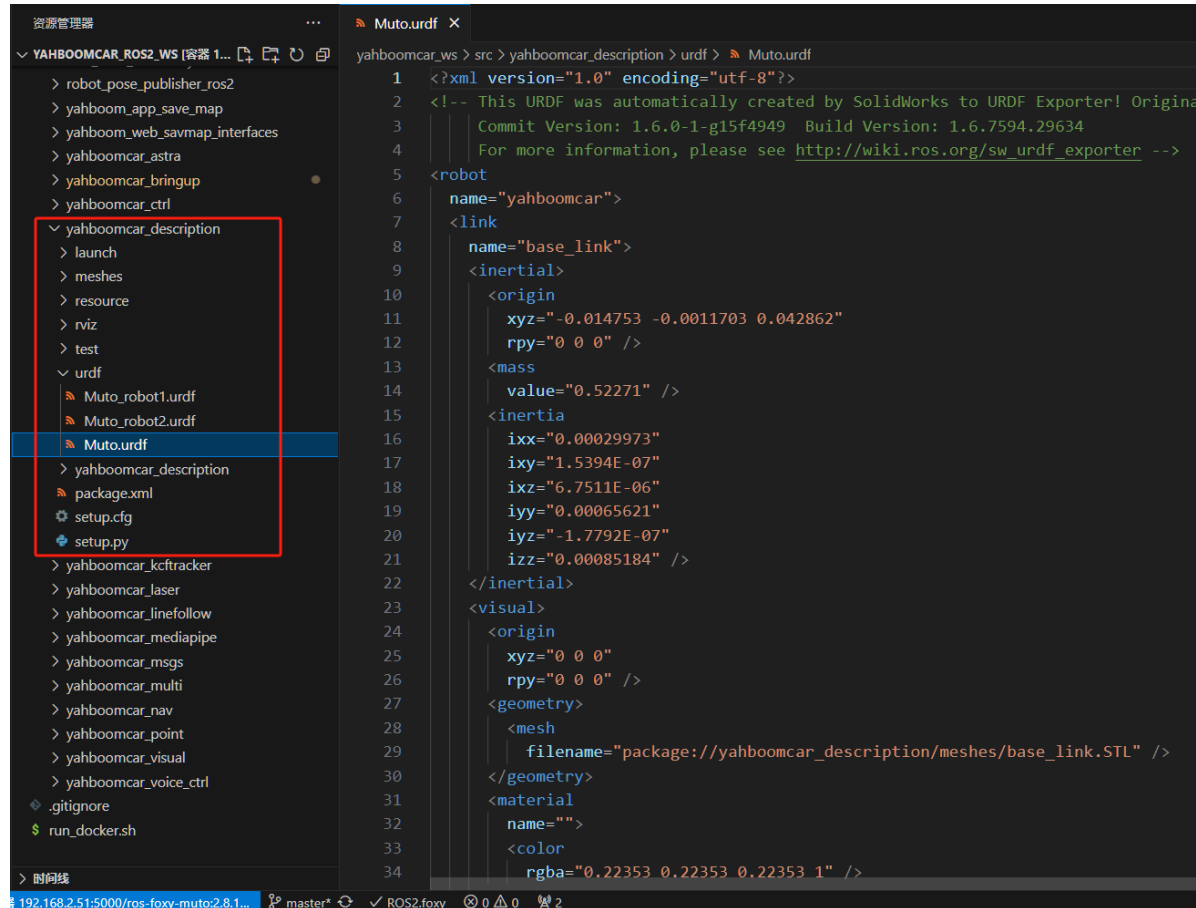 资源管理器
YAHBOOMCAR_ROS2_WS [容器 1...
robot_pose_publisher_ros2
yahboom_app_save_map
yahboom_web_savmap_interfaces
yahboomcar_astra
yahboomcar_bringup
yahboomcar_ctrl
yahboomcar_description
launch
meshes
resource
rviz
test
urdf
Muto_robot1.urdf
Muto_robot2.urdf
Muto.urdf
yahboomcar_description
package.xml
setup.cfg
setup.py
yahboomcar_kcftracker
yahboomcar_laser
yahboomcar_linefollow
yahboomcar_mediapipe
yahboomcar_msgs
yahboomcar_multi
yahboomcar_nav
yahboomcar_point
yahboomcar_visual
yahboomcar_voice_ctrl
.gitignore
$ run_docker.sh
时间线
Muto.urdf
yahboomcar_ws > src > yahboomcar_description > urdf > Muto.urdf
1 <?xml version="1.0" encoding="utf-8"?>
2 <!-- This URDF was automatically created by SolidWorks to URDF Exporter! Origina
3 Commit Version: 1.6.0-1-g15f4949 Build Version: 1.6.7594.29634
4 For more information, please see http://wiki.ros.org/sw_urdf_exporter -->
5 <robot
6 name="yahboomcar">
7 <link
8 name="base_link">
9 <inertial>
10 <origin
11 xyz="-0.014753 -0.0011703 0.042862"
12 rpy="0 0 0" />
13 <mass
14 value="0.52271" />
15 <inertia
16 ixx="0.00029973"
17 ixy="1.5394E-07"
18 ixz="6.7511E-06"
19 iyy="0.00065621"
20 iyz="-1.7792E-07"
21 izz="0.00085184" />
22 </inertial>
23 <visual>
24 <origin
25 xyz="0 0 0"
26 rpy="0 0 0" />
27 <geometry>
28 <mesh
29 filename="package://yahboomcar_description/meshes/base_link.STL" />
30 </geometry>
31 <material
32 name="">
33 <color
34 rgba="0.22353 0.22353 0.22353 1" />
192.168.2.51:5000/ros-foxy-muto:2.8.1... master* ROS2.foxy 0 0 2